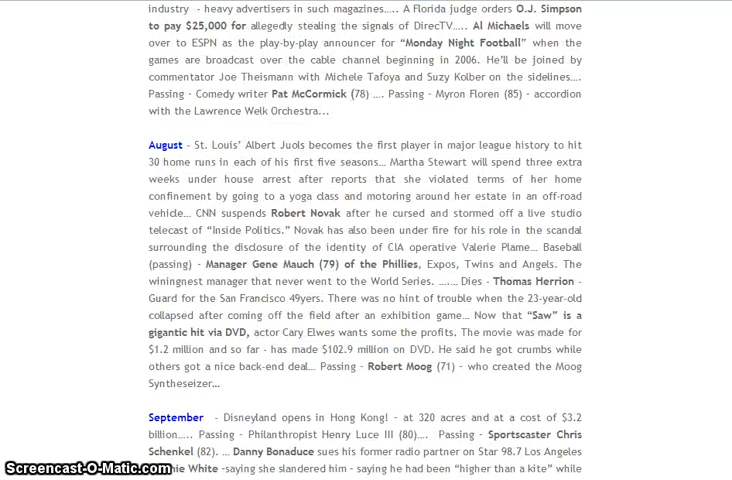 industry - heavy advertisers in such magazines….. A Florida judge orders O.J. Simpson
to pay $25,000 for allegedly stealing the signals of DirecTV….. Al Michaels will move
over to ESPN as the play-by-play announcer for “Monday Night Football” when the
games are broadcast over the cable channel beginning in 2006. He’ll be joined by
commentator Joe Theismann with Michele Tafoya and Suzy Kolber on the sidelines….
Passing - Comedy writer Pat McCormick (78) …. Passing - Myron Floren (85) - accordion
with the Lawrence Welk Orchestra...
August - St. Louis’ Albert Juols becomes the first player in major league history to hit
30 home runs in each of his first five seasons… Martha Stewart will spend three extra
weeks under house arrest after reports that she violated terms of her home
confinement by going to a yoga class and motoring around her estate in an off-road
vehicle… CNN suspends Robert Novak after he cursed and stormed off a live studio
telecast of “Inside Politics.” Novak has also been under fire for his role in the scandal
surrounding the disclosure of the identity of CIA operative Valerie Plame… Baseball
(passing) - Manager Gene Mauch (79) of the Phillies, Expos, Twins and Angels. The
winningest manager that never went to the World Series. ….… Dies - Thomas Herrion -
Guard for the San Francisco 49yers. There was no hint of trouble when the 23-year-old
collapsed after coming off the field after an exhibition game… Now that “Saw” is a
gigantic hit via DVD, actor Cary Elwes wants some the profits. The movie was made for
$1.2 million and so far - has made $102.9 million on DVD. He said he got crumbs while
others got a nice back-end deal… Passing - Robert Moog (71) - who created the Moog
Syntheseizer…
September - Disneyland opens in Hong Kong! - at 320 acres and at a cost of $3.2
billion….. Passing - Philanthropist Henry Luce III (80)…. Passing - Sportscaster Chris
Schenkel (82). … Danny Bonaduce sues his former radio partner on Star 98.7 Los Angeles
White -saying she slandered him - saying he had been “higher than a kite” while
Screencast-O-Matic.com